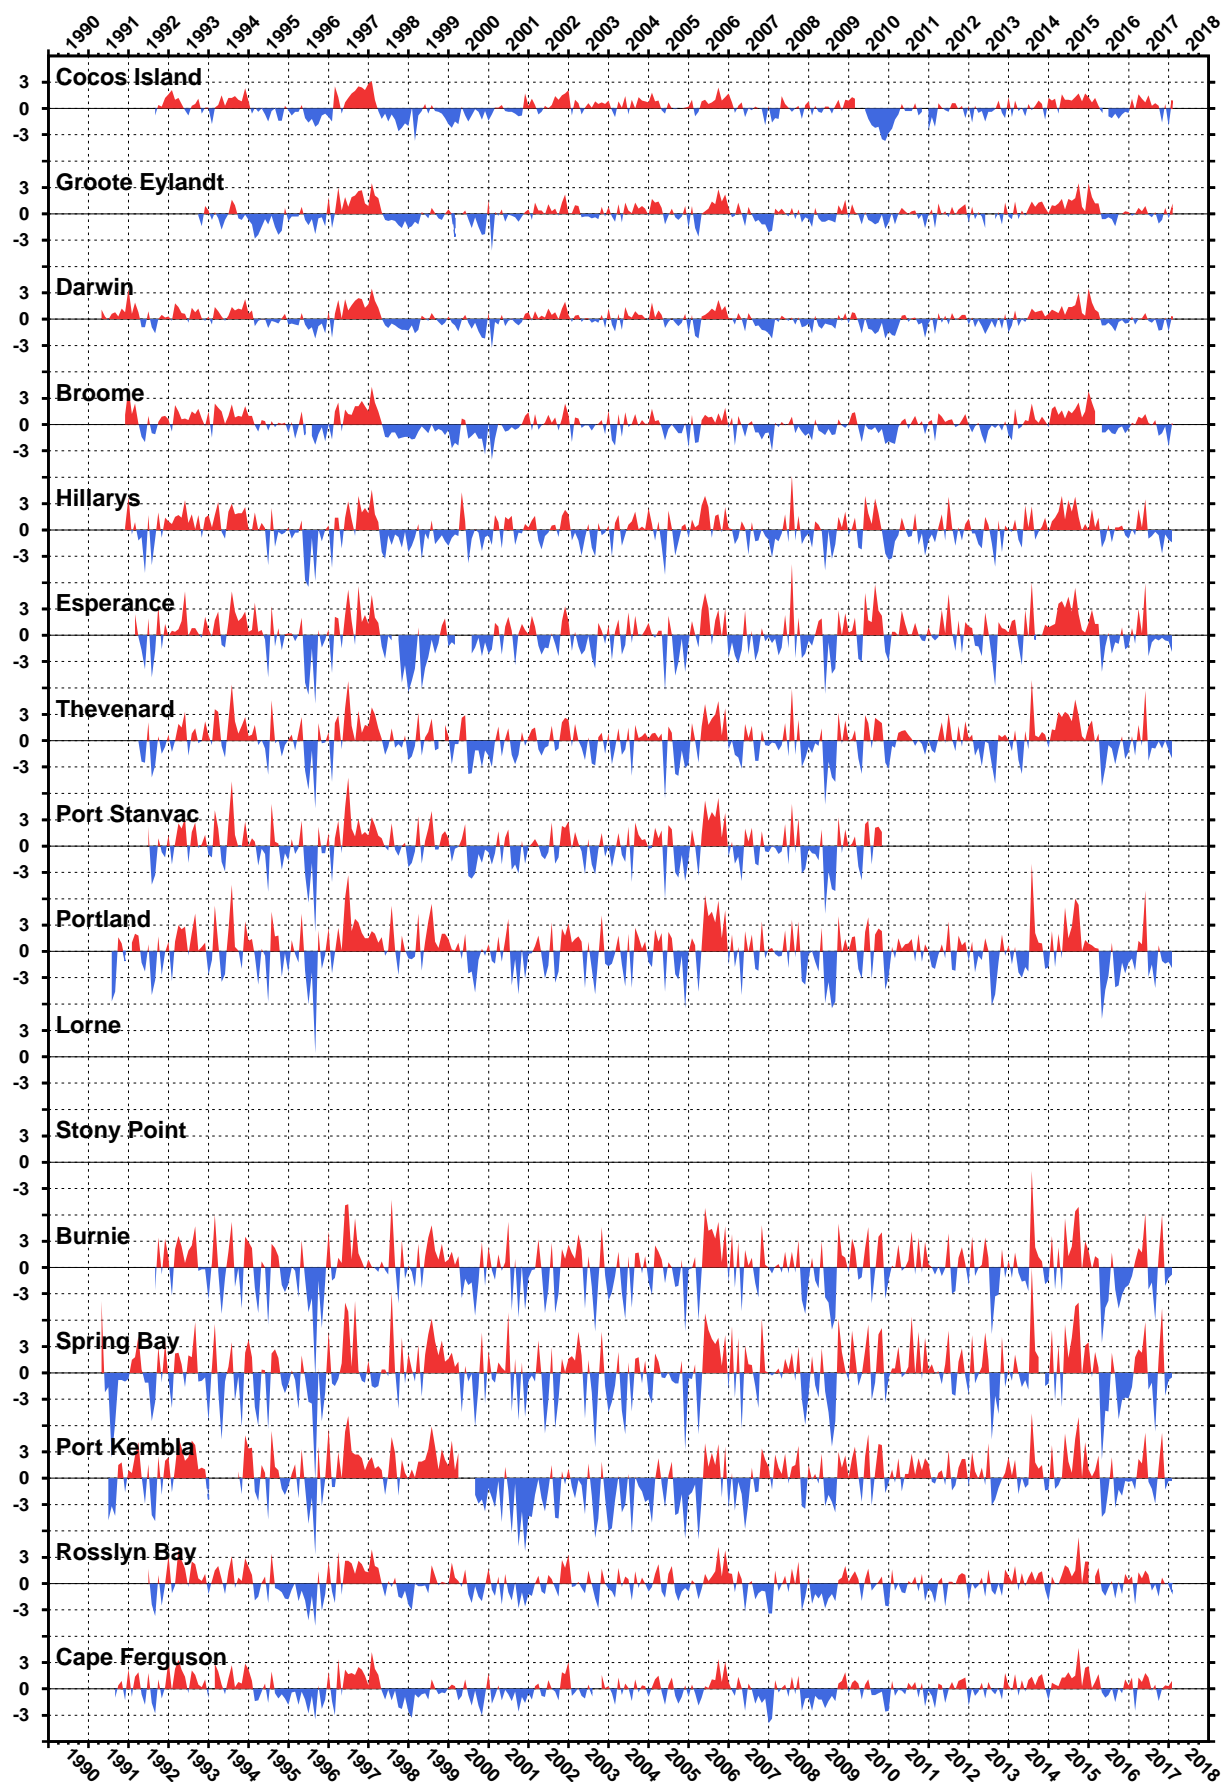 1990 1991 1992 1993 1994 1995 1996 1997 1998 1999 2000 2001 2002 2003 2004 2005 2006 2007 2008 2009 2010 2011 2012 2013 2014 2015 2016 2017 2018
Cocos Island
3
0
-3
Groote Eylandt
3
0
-3
Darwin
3
0
-3
Broome
3
0
-3
Hillarys
3
0
-3
Esperance
3
0
-3
Thevenard
3
0
-3
Port Stanvac
3
0
-3
Portland
3
0
-3
Lorne
3
0
-3
Stony Point
3
0
-3
Burnie
3
0
-3
Spring Bay
3
0
-3
Port Kembla
3
0
-3
Rosslyn Bay
3
0
-3
Cape Ferguson
3
0
-3
1990 1991 1992 1993 1994 1995 1996 1997 1998 1999 2000 2001 2002 2003 2004 2005 2006 2007 2008 2009 2010 2011 2012 2013 2014 2015 2016 2017 2018